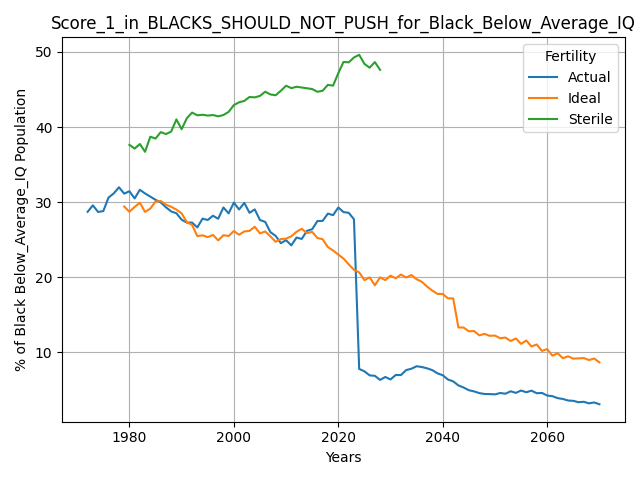 Score_1_in_BLACKS_SHOULD_NOT_PUSH_for_Black_Below_Average_IQ
% of Black Below_Average_IQ Population
50
40
30
20
10
Fertility
Actual
Ideal
Sterile
1980 2000 2020 2040 2060
Years